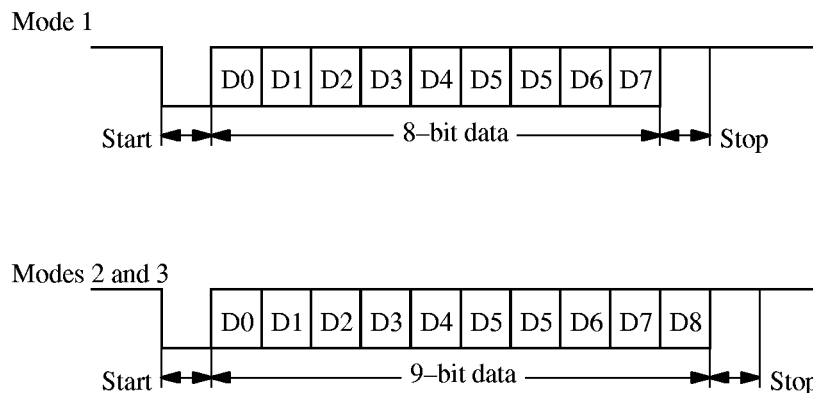 Mode 1
D0 D1 D2 D3 D4 D5 D5 D6 D7
Start 8–bit data Stop
Modes 2 and 3
D0 D1 D2 D3 D4 D5 D5 D6 D7 D8
Start 9–bit data Stop